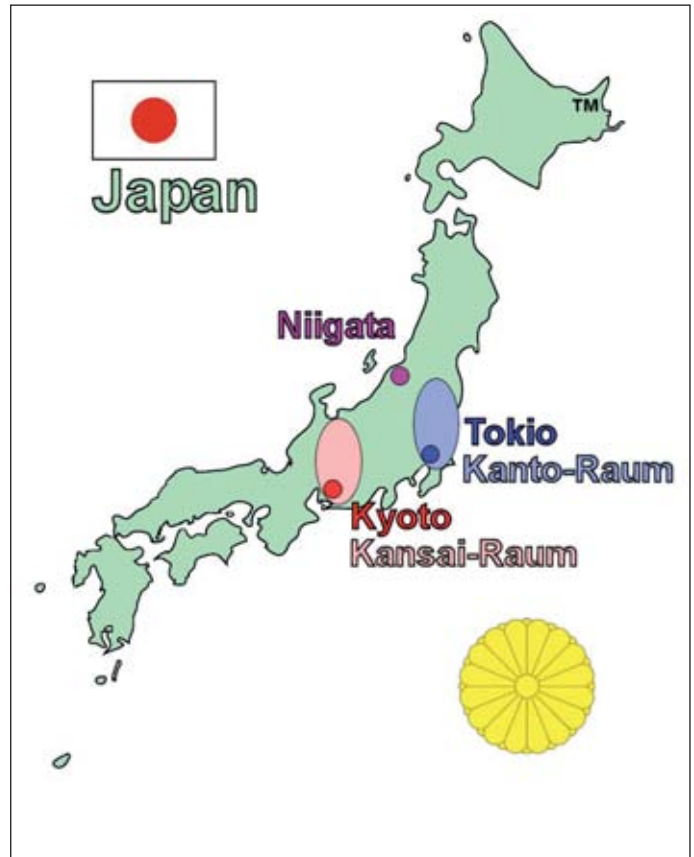 TM
Japan
Niigata
Tokio
Kanto-Raum
Kyoto
Kansai-Raum